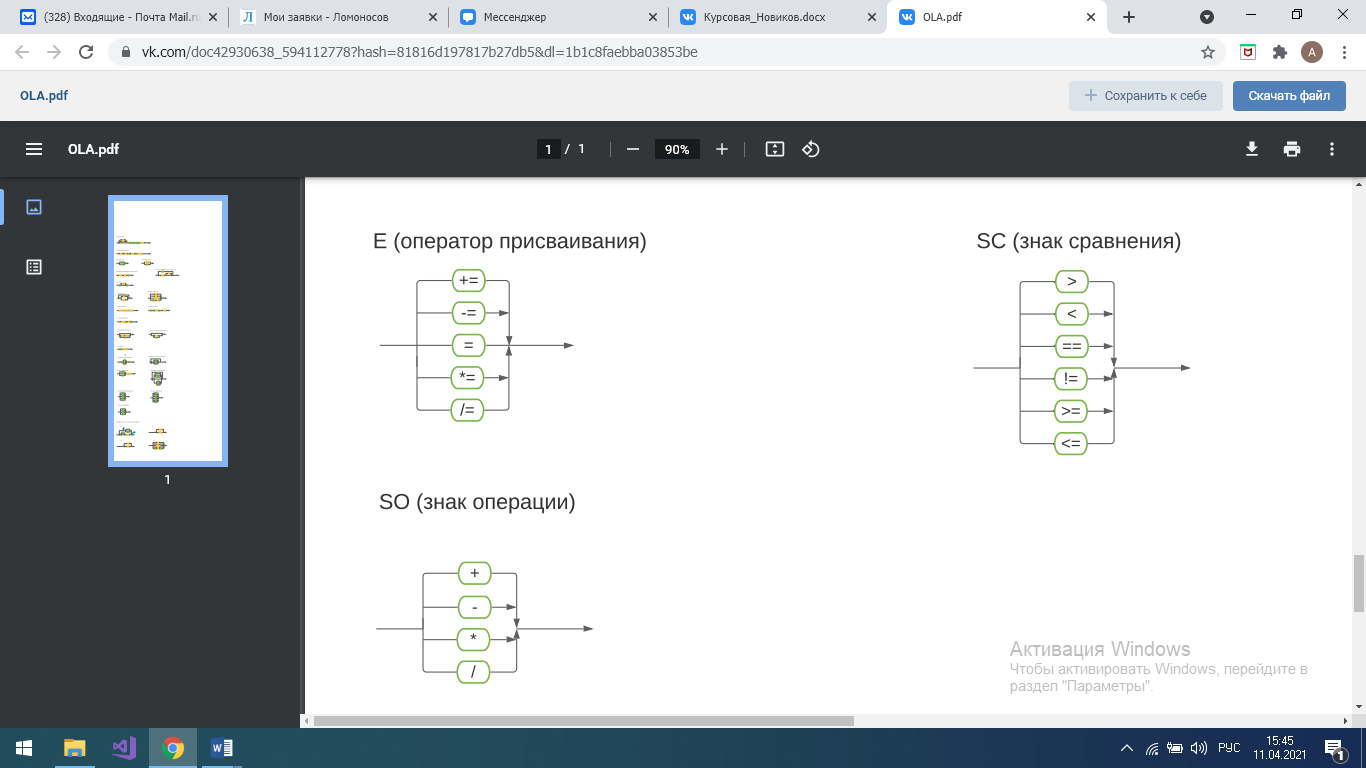 (328) Входящие - Почта Mail.ru
Мои заявки - Ломоносов
Мессенджер
Курсовая_Новиков.docx
OLA.pdf
vk.com/doc42930638_594112778?hash=81816d197817b27db5&dl=1b1c8faebba03853be
A
OLA.pdf
+ Сохранить к себе
Скачать файл
OLA.pdf
1 / 1
90%
1
E (оператор присваивания)
+=
-=
=
*=
/=
SC (знак сравнения)
>
<
==
!=
>=
<=
SO (знак операции)
+
-
*
/
Активация Windows
Чтобы активировать Windows, перейдите в
раздел "Параметры".
РУС
15:45
11.04.2021
1